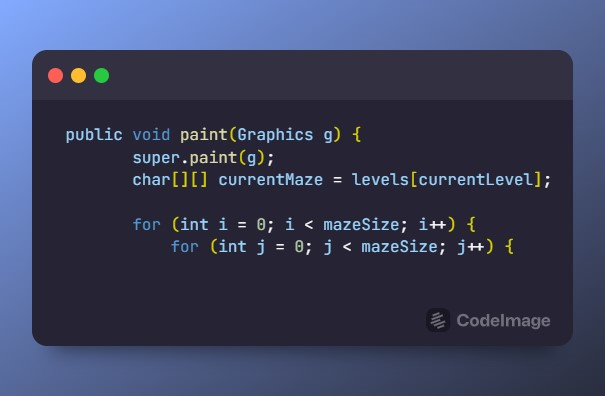 public void paint(Graphics g) {
super.paint(g);
char[][] currentMaze = levels[currentLevel];
for (int i = 0; i < mazeSize; i++) {
for (int j = 0; j < mazeSize; j++) {
CodeImage